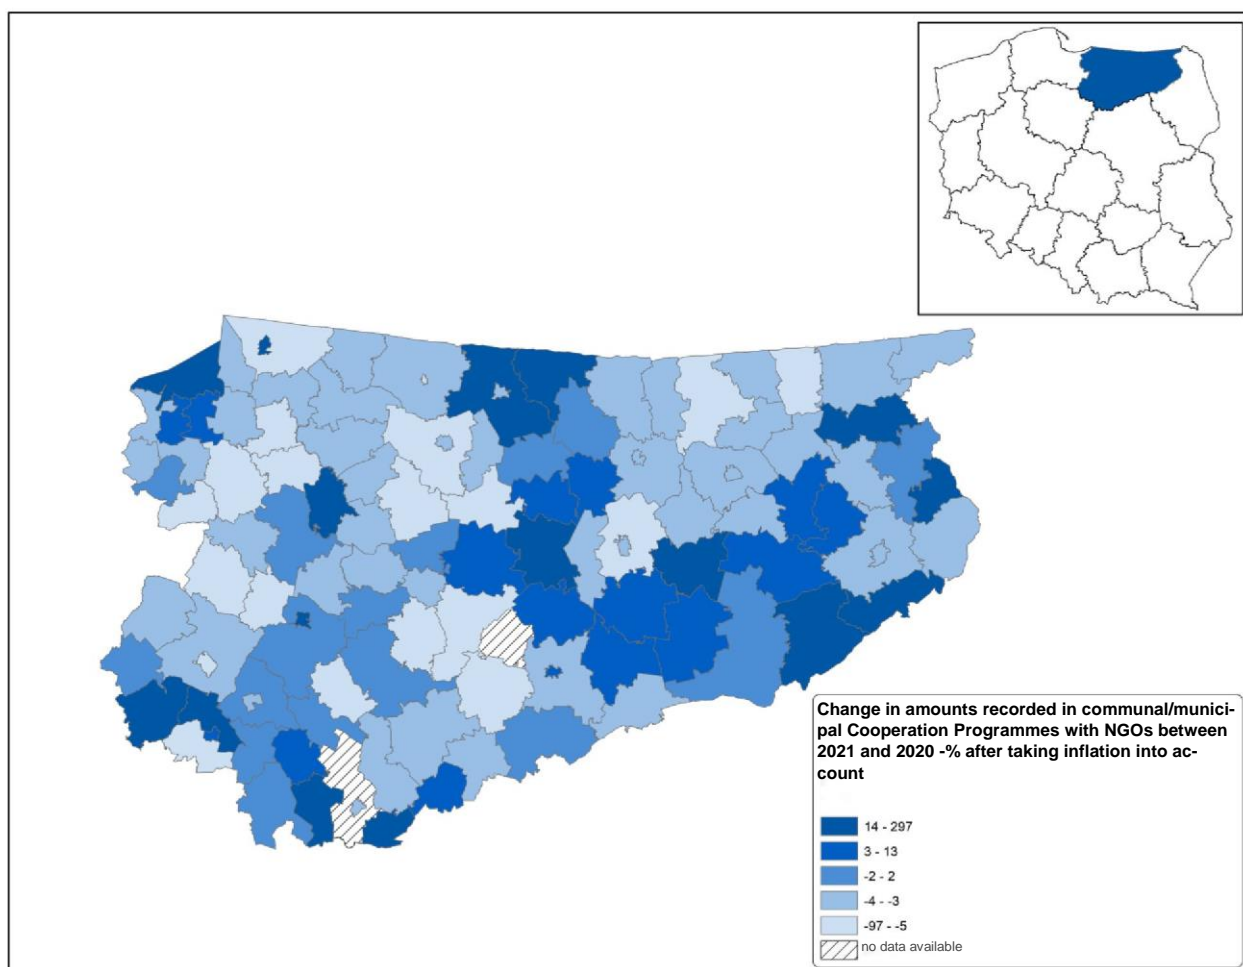 Change in amounts recorded in communal/munici-
pal Cooperation Programmes with NGOs between
2021 and 2020 -% after taking inflation into ac-
count
14 - 297
3 - 13
-2 - 2
-4 - -3
-97 - -5
no data available